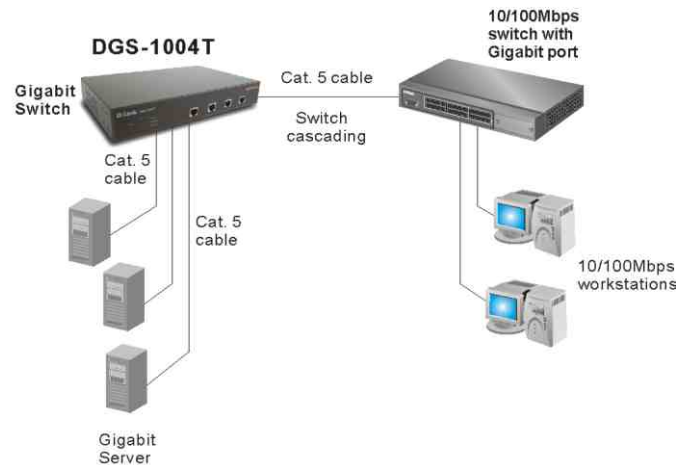 10/100Mbps
switch with
Gigabit port
DGS-1004T
Gigabit
Switch
Cat. 5 cable
Switch
cascading
Cat. 5
cable
Cat. 5
cable
10/100Mbps
workstations
Gigabit
Server